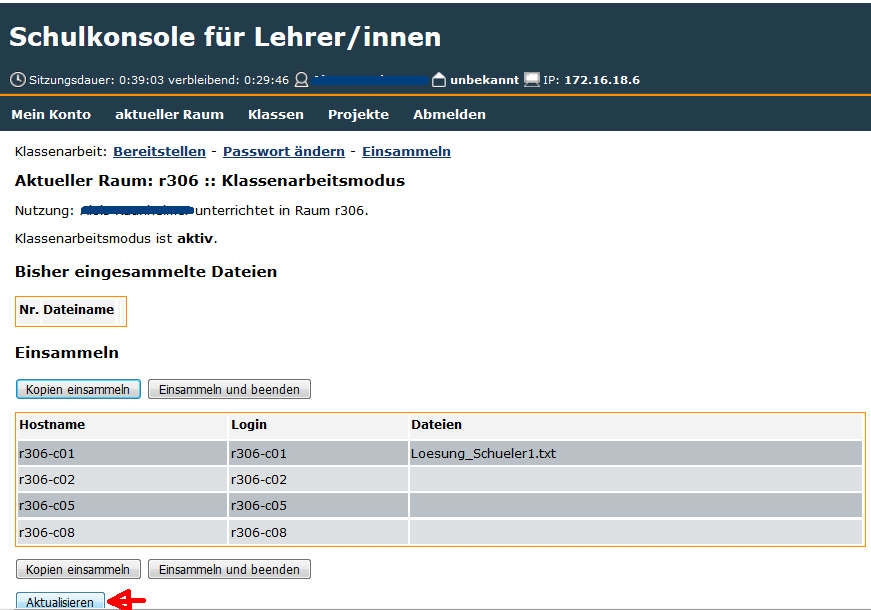 Schulkonsole für Lehrer/innen
Sitzungsdauer: 0:39:03 verbleibend: 0:29:46 unbekannt IP: 172.16.18.6
Mein Konto aktueller Raum Klassen Projekte Abmelden
Klassenarbeit: Bereitstellen - Passwort ändern - Einsammeln
Aktueller Raum: r306 :: Klassenarbeitsmodus
Nutzung: unterrichtet in Raum r306.
Klassenarbeitsmodus ist aktiv.
Bisher eingesammelte Dateien
Nr. Dateiname
Einsammeln
Kopien einsammeln Einsammeln und beenden
Hostname Login Dateien
r306-c01 r306-c01 Loesung_Schueler1.txt
r306-c02 r306-c02
r306-c05 r306-c05
r306-c08 r306-c08
Kopien einsammeln Einsammeln und beenden
Aktualisieren